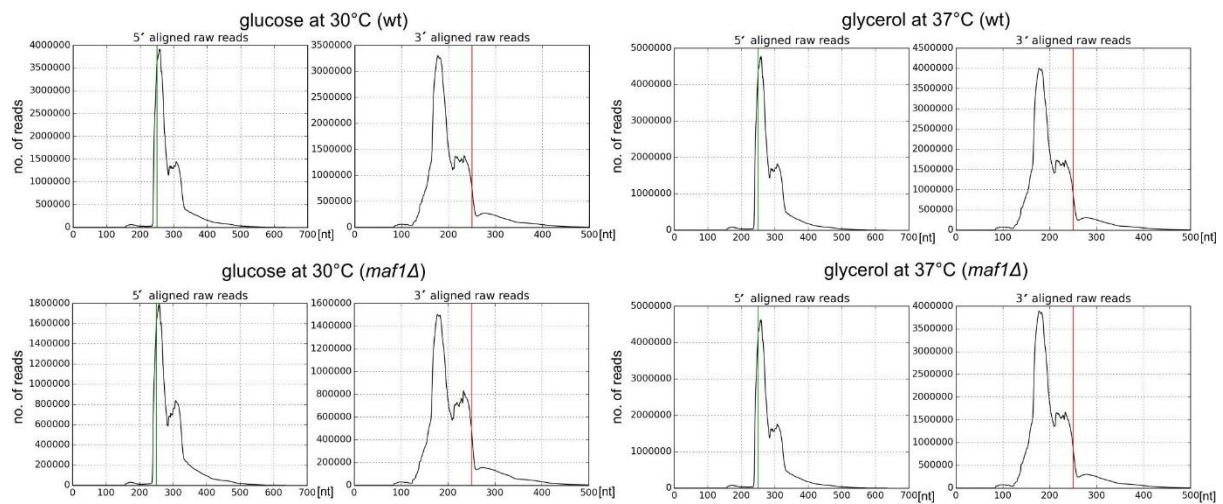 glucose at 30°C (wt)
5′ aligned raw reads
4000000
3500000
3000000
2500000
2000000
1500000
1000000
500000
0
no. of reads
0 100 200 300 400 500 600 700[nt]
3′ aligned raw reads
3500000
3000000
2500000
2000000
1500000
1000000
500000
0
0 100 200 300 400 500[nt]
glycerol at 37°C (wt)
5′ aligned raw reads
5000000
4000000
3000000
2000000
1000000
0
no. of reads
0 100 200 300 400 500 600 700[nt]
3′ aligned raw reads
4500000
4000000
3500000
3000000
2500000
2000000
1500000
1000000
500000
0
0 100 200 300 400 500[nt]
glucose at 30°C (maf1Δ)
5′ aligned raw reads
1800000
1600000
1400000
1200000
1000000
800000
600000
400000
200000
0
no. of reads
0 100 200 300 400 500 600 700[nt]
3′ aligned raw reads
1600000
1400000
1200000
1000000
800000
600000
400000
200000
0
0 100 200 300 400 500[nt]
glycerol at 37°C (maf1Δ)
5′ aligned raw reads
5000000
4000000
3000000
2000000
1000000
0
no. of reads
0 100 200 300 400 500 600 700[nt]
3′ aligned raw reads
4000000
3500000
3000000
2500000
2000000
1500000
1000000
500000
0
0 100 200 300 400 500[nt]